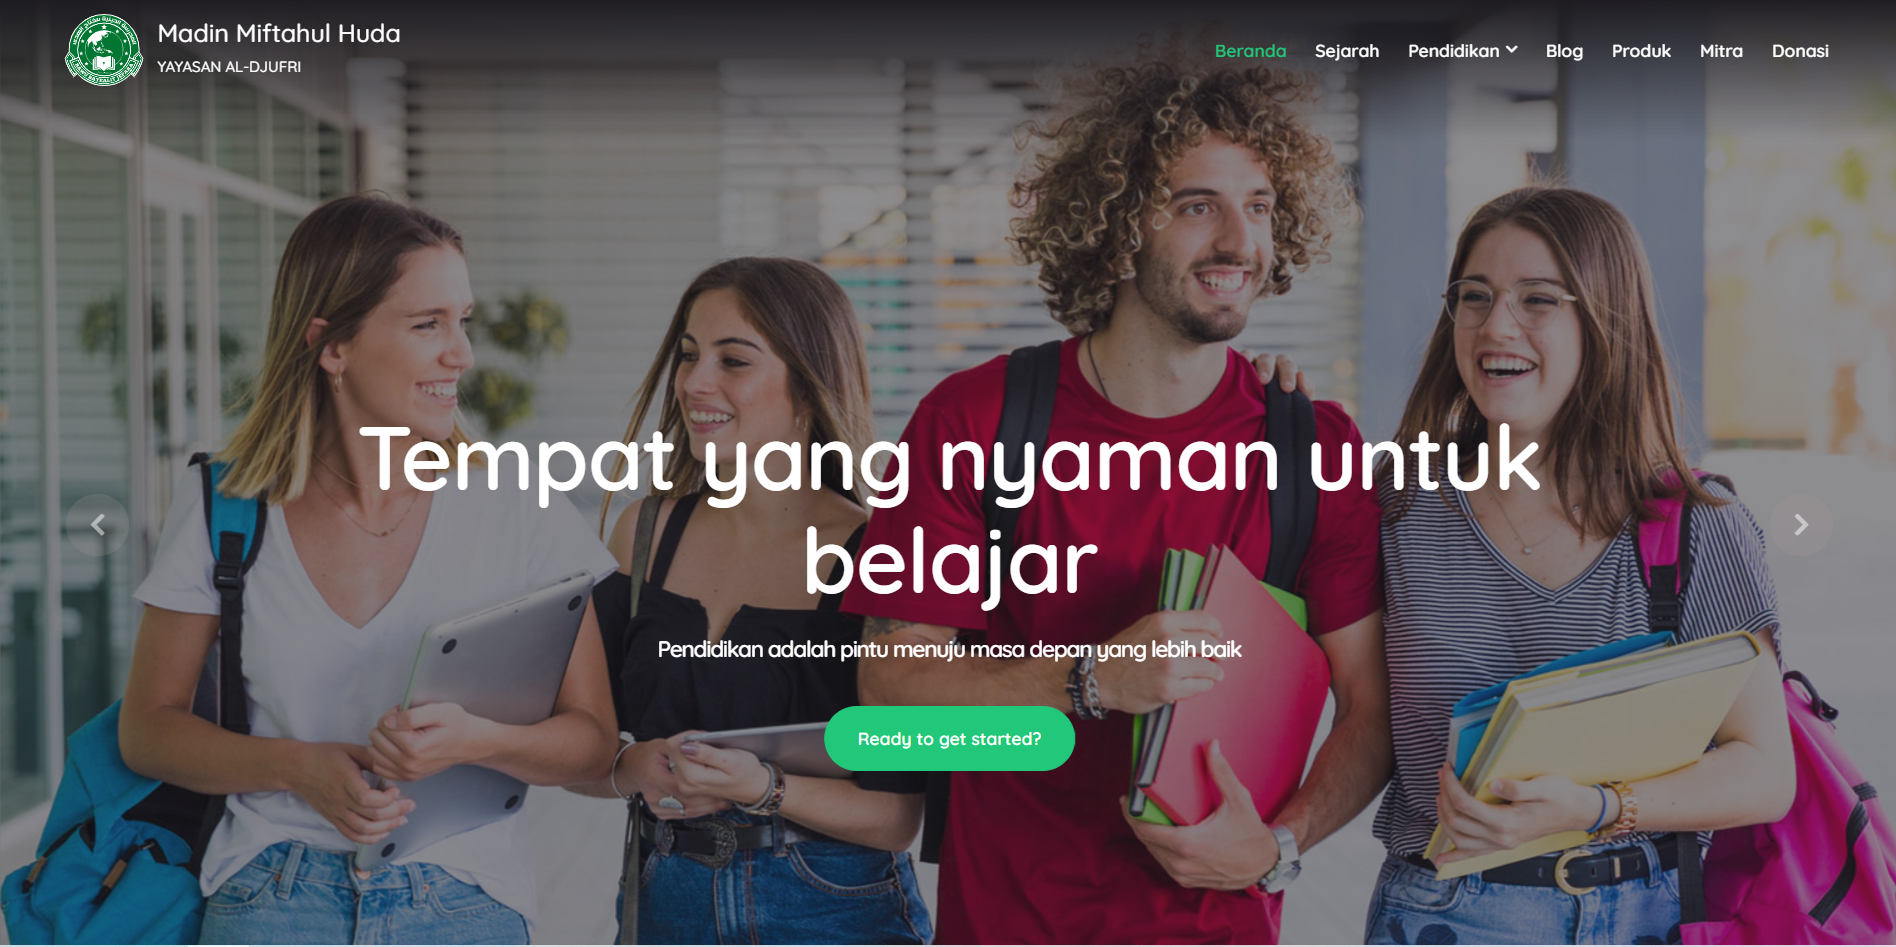 Madin Miftahul Huda
YAYASAN AL-DJUFRI
Beranda Sejarah Pendidikan Blog Produk Mitra Donasi
Tempat yang nyaman untuk
belajar
Pendidikan adalah pintu menuju masa depan yang lebih baik
Ready to get started?